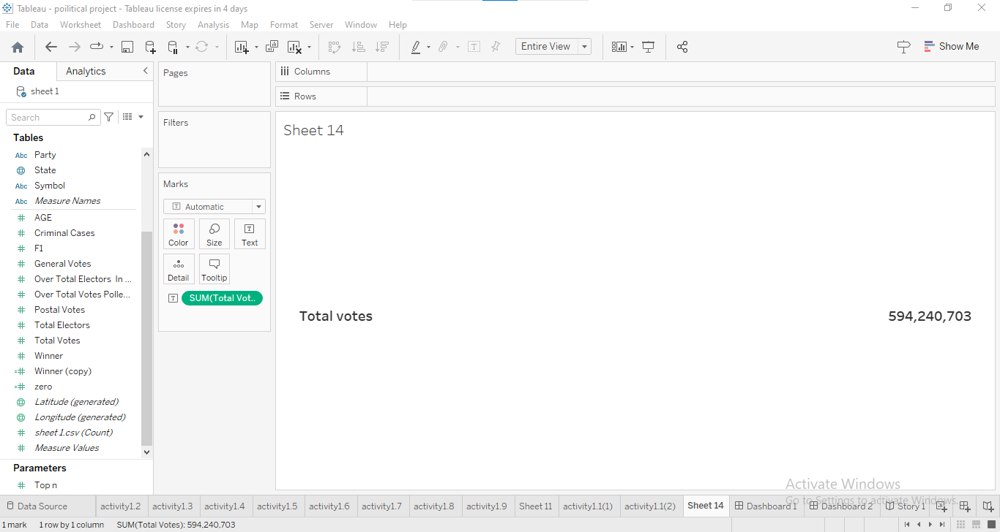 Tableau - poilitical project - Tableau license expires in 4 days
File Data Worksheet Dashboard Story Analysis Map Format Server Window Help
Entire View
Show Me
Data Analytics
sheet 1
Search
Tables
Abc Party
State
Abc Symbol
Abc Measure Names
# AGE
# Criminal Cases
# F1
# General Votes
# Over Total Electors In ...
# Over Total Votes Polle...
# Postal Votes
# Total Electors
# Total Votes
# Winner
=# Winner (copy)
=# zero
Latitude (generated)
Longitude (generated)
# sheet 1.csv (Count)
# Measure Values
Parameters
# Top n
Pages
Filters
Marks
T Automatic
Color Size Text
Detail Tooltip
T SUM(Total Vot..
Columns
Rows
Sheet 14
Total votes 594,240,703
Activate Windows
Go to Settings to activate Windows.
Data Source activity1.2 activity1.3 activity1.4 activity1.5 activity1.6 activity1.7 activity1.8 activity1.9 Sheet 11 activity1.1(1) activity1.1(2) Sheet 14 Dashboard 1 Dashboard 2 Story 1
1 mark 1 row by 1 column SUM(Total Votes): 594,240,703